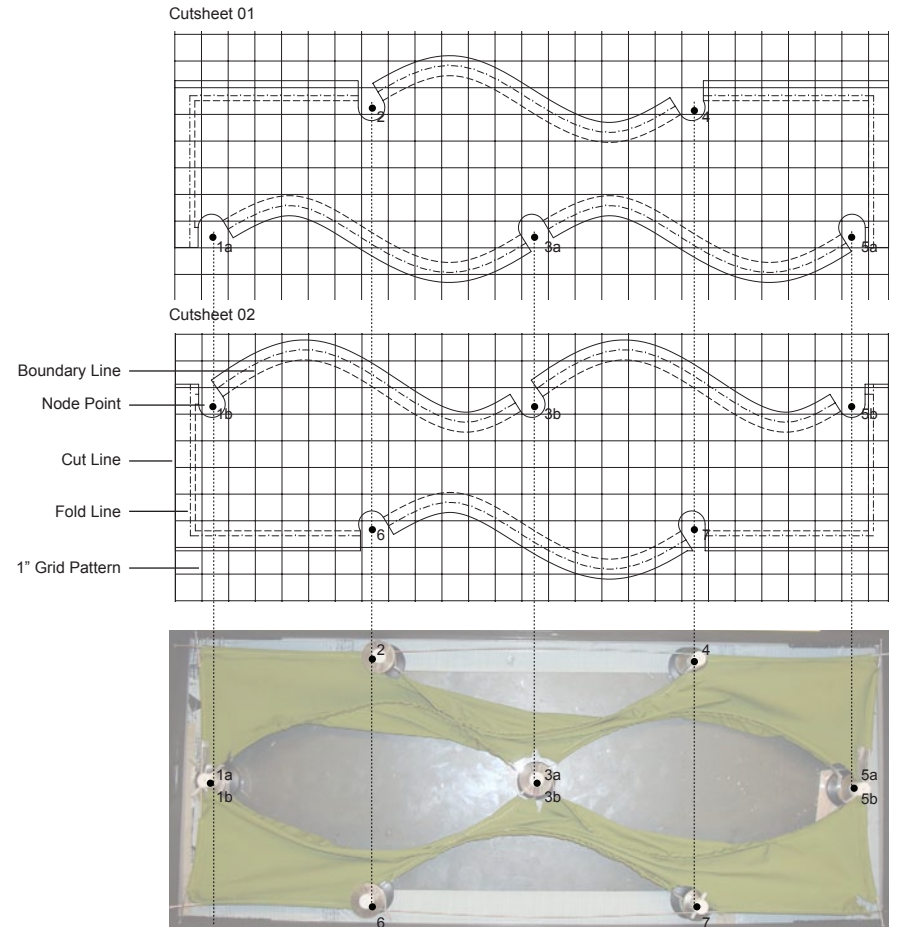 Cutsheet 01
2
4
1a
3a
5a
Cutsheet 02
Boundary Line
Node Point
1b
3b
5b
Cut Line
Fold Line
6
7
1” Grid Pattern
2
4
1a
3a
5a
1b
3b
5b
6
7